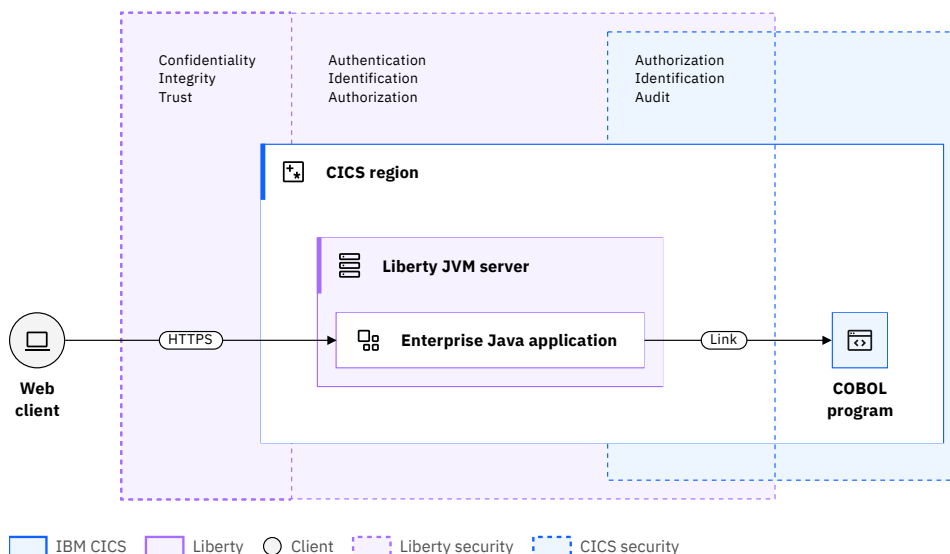 Confidentiality
Integrity
Trust
Authentication
Identification
Authorization
Authorization
Identification
Audit
CICS region
Liberty JVM server
HTTPS
Enterprise Java application
Link
Web
client
COBOL
program
IBM CICS
Liberty
Client
Liberty security
CICS security